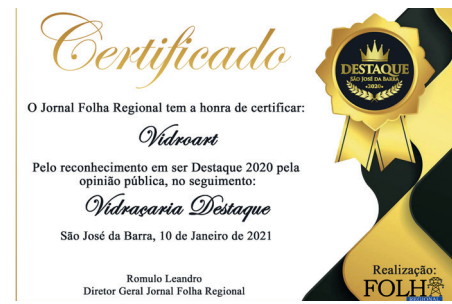 Certificado
DESTAQUE
SÃO JOSÉ DA BARRA
•2020•
O Jornal Folha Regional tem a honra de certificar:
Vidroart
Pelo reconhecimento em ser Destaque 2020 pela
opinião pública, no seguimento:
Vidraçaria Destaque
São José da Barra, 10 de Janeiro de 2021
Romulo Leandro
Diretor Geral Jornal Folha Regional
Realização:
FOLHA
REGIONAL